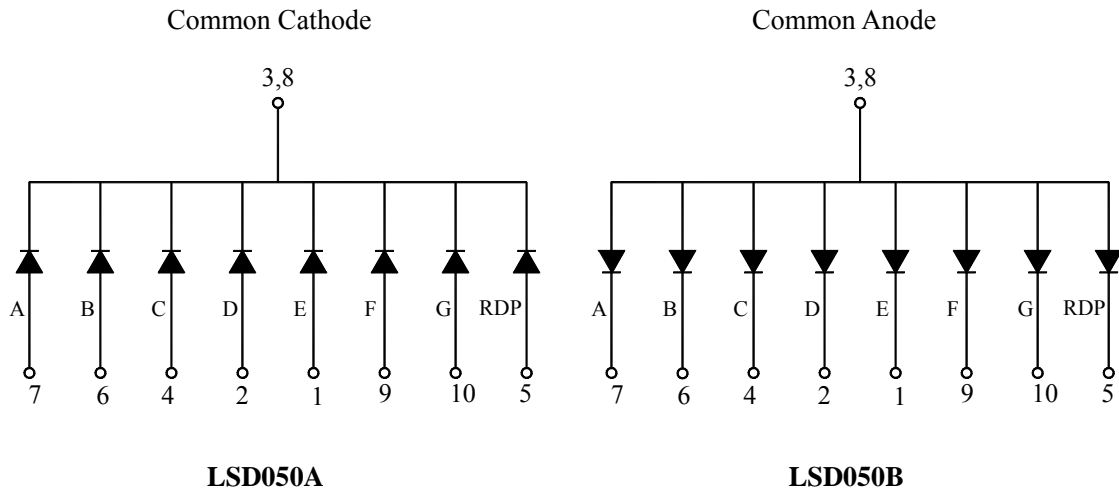 Common Cathode Common Anode
3,8 3,8
A B C D E F G RDP A B C D E F G RDP
7 6 4 2 1 9 10 5 7 6 4 2 1 9 10 5
LSD050A LSD050B